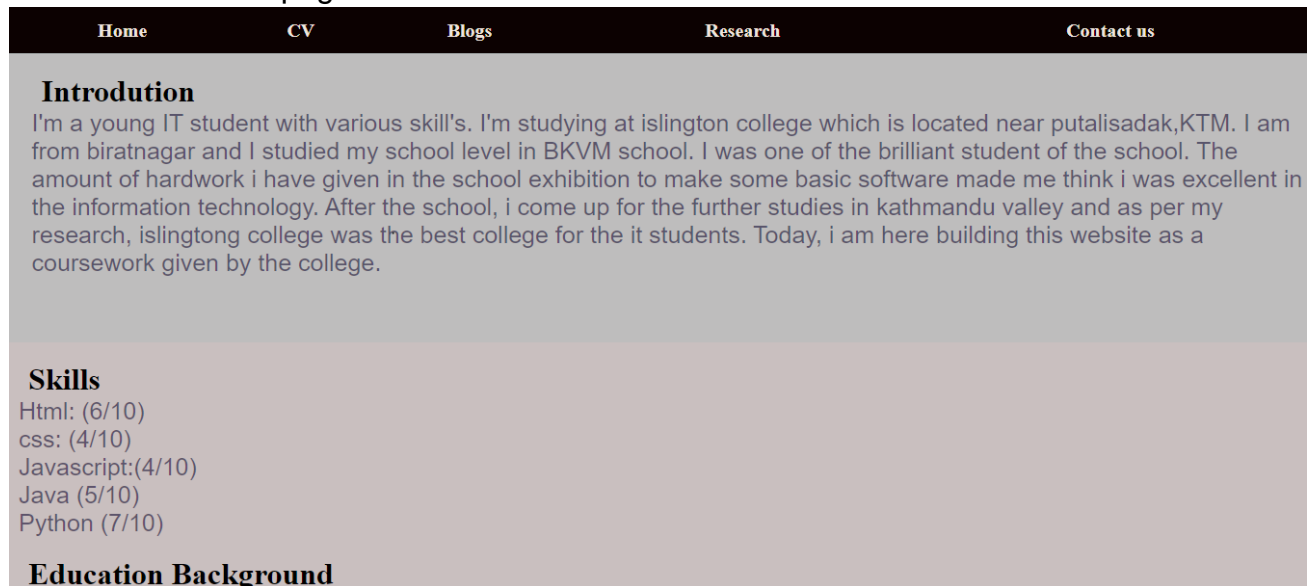 Home CV Blogs Research Contact us
Introdution
I'm a young IT student with various skill's. I'm studying at islington college which is located near putalisadak,KTM. I am
from biratnagar and I studied my school level in BKVM school. I was one of the brilliant student of the school. The
amount of hardwork i have given in the school exhibition to make some basic software made me think i was excellent in
the information technology. After the school, i come up for the further studies in kathmandu valley and as per my
research, islingtong college was the best college for the it students. Today, i am here building this website as a
coursework given by the college.
Skills
Html: (6/10)
css: (4/10)
Javascript:(4/10)
Java (5/10)
Python (7/10)
Education Background